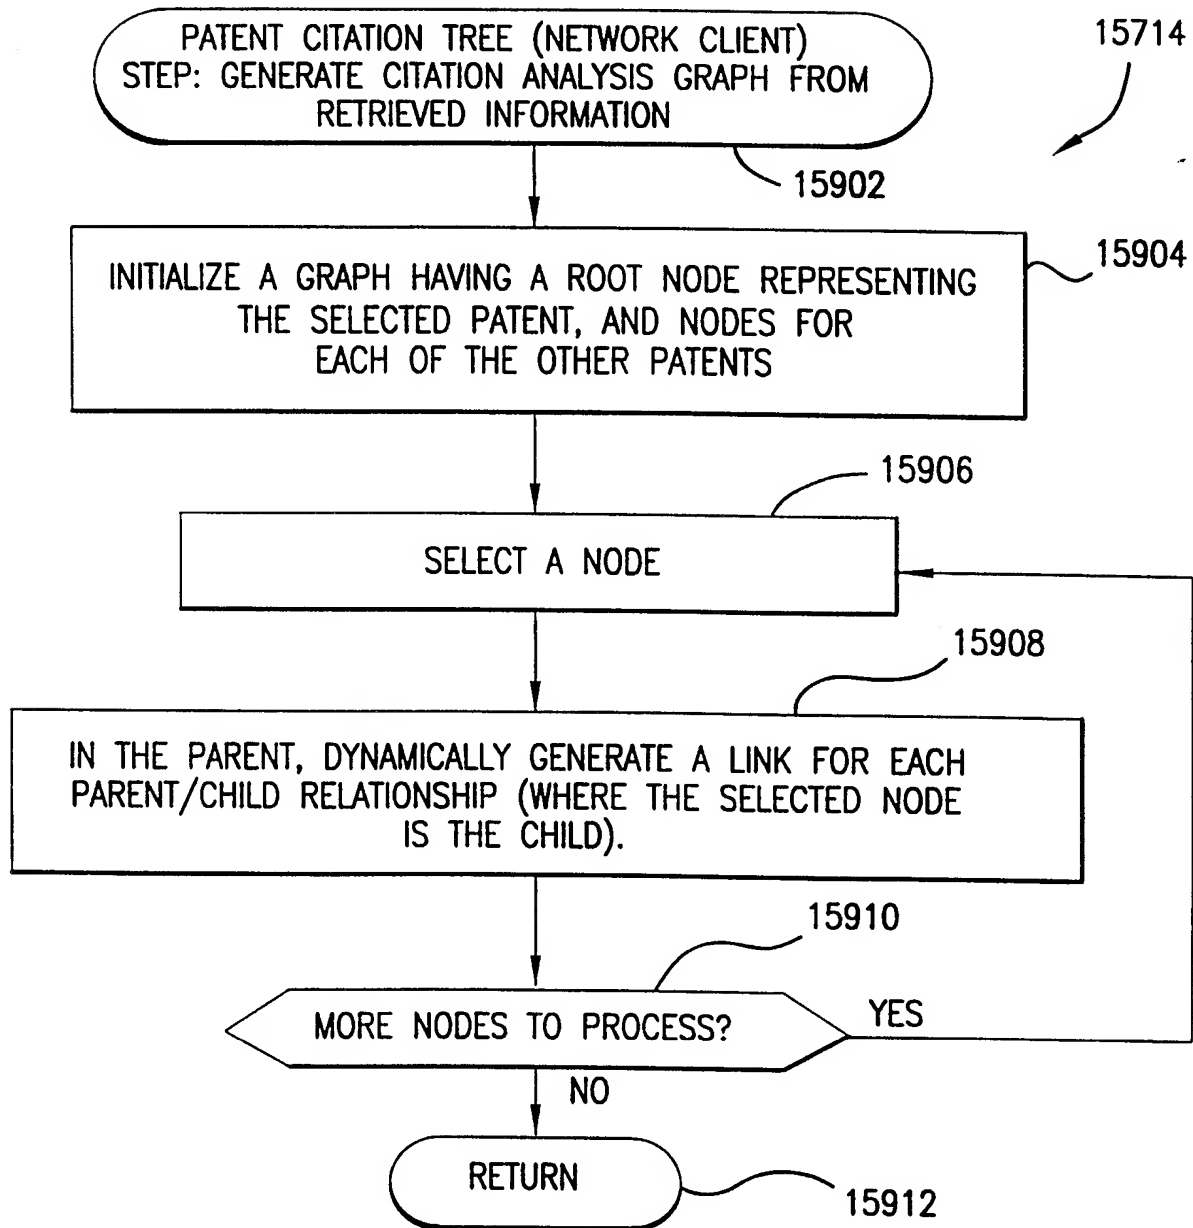 PATENT CITATION TREE (NETWORK CLIENT)
STEP: GENERATE CITATION ANALYSIS GRAPH FROM
RETRIEVED INFORMATION
15714
15902
INITIALIZE A GRAPH HAVING A ROOT NODE REPRESENTING
THE SELECTED PATENT, AND NODES FOR
EACH OF THE OTHER PATENTS
15904
15906
SELECT A NODE
15908
IN THE PARENT, DYNAMICALLY GENERATE A LINK FOR EACH
PARENT/CHILD RELATIONSHIP (WHERE THE SELECTED NODE
IS THE CHILD).
15910
MORE NODES TO PROCESS?
YES
NO
RETURN
15912